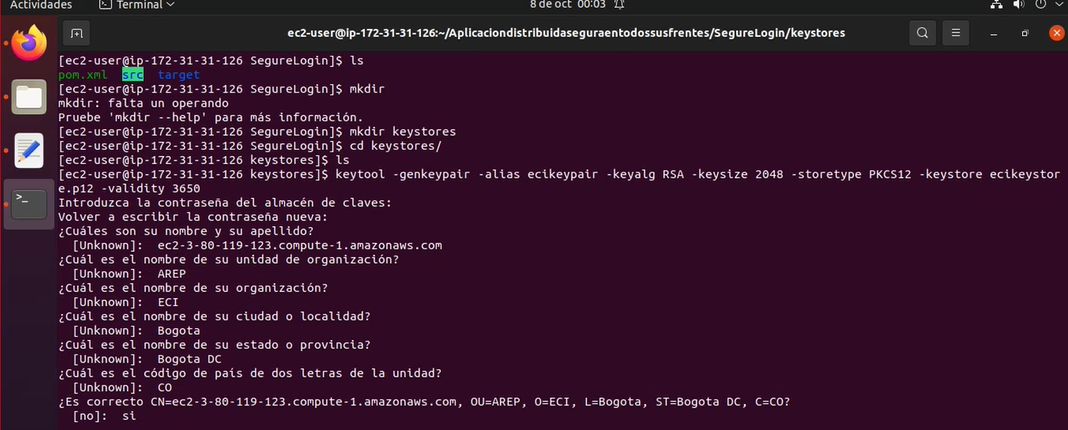 Actividades
Terminal
8 de oct 00:03
ec2-user@ip-172-31-31-126:~/Aplicaciondistribuidaseguraentodossusfrentes/SegureLogin/keystores
[ec2-user@ip-172-31-31-126 SegureLogin]$ ls
pom.xml  src  target
[ec2-user@ip-172-31-31-126 SegureLogin]$ mkdir
mkdir: falta un operando
Pruebe 'mkdir --help' para más información.
[ec2-user@ip-172-31-31-126 SegureLogin]$ mkdir keystores
[ec2-user@ip-172-31-31-126 SegureLogin]$ cd keystores/
[ec2-user@ip-172-31-31-126 keystores]$ ls
[ec2-user@ip-172-31-31-126 keystores]$ keytool -genkeypair -alias ecikeypair -keyalg RSA -keysize 2048 -storetype PKCS12 -keystore ecikeystor
e.p12 -validity 3650
Introduzca la contraseña del almacén de claves:
Volver a escribir la contraseña nueva:
¿Cuáles son su nombre y su apellido?
  [Unknown]:  ec2-3-80-119-123.compute-1.amazonaws.com
¿Cuál es el nombre de su unidad de organización?
  [Unknown]:  AREP
¿Cuál es el nombre de su organización?
  [Unknown]:  ECI
¿Cuál es el nombre de su ciudad o localidad?
  [Unknown]:  Bogota
¿Cuál es el nombre de su estado o provincia?
  [Unknown]:  Bogota DC
¿Cuál es el código de país de dos letras de la unidad?
  [Unknown]:  CO
¿Es correcto CN=ec2-3-80-119-123.compute-1.amazonaws.com, OU=AREP, O=ECI, L=Bogota, ST=Bogota DC, C=CO?
  [no]:  si